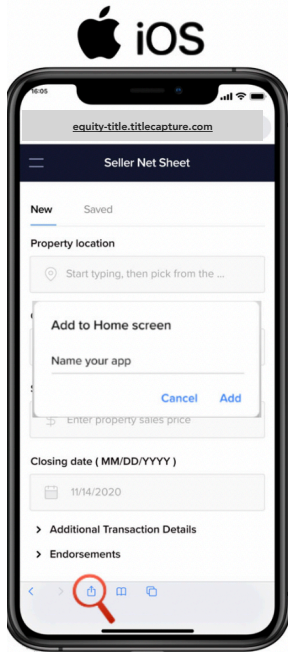 iOS
16:05
equity-title.titlecapture.com
Seller Net Sheet
New Saved
Property location
Start typing, then pick from the ...
Add to Home screen
Name your app
Cancel Add
$ Enter property sales price
Closing date ( MM/DD/YYYY )
11/14/2020
> Additional Transaction Details
> Endorsements